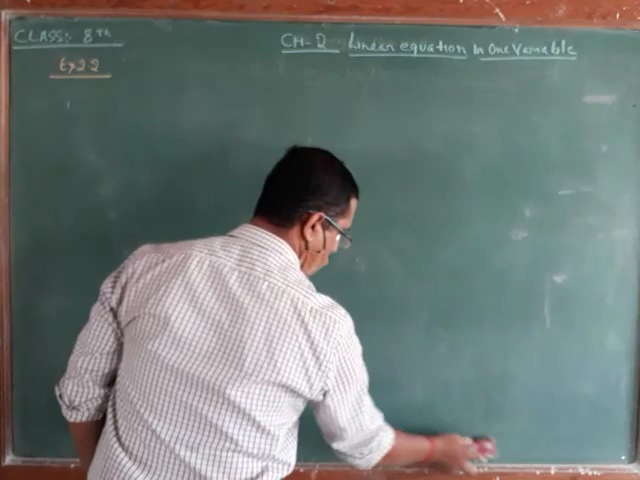 CLASS:- 8th
CH-2 Linear equation In One Variable
Ex 2.2